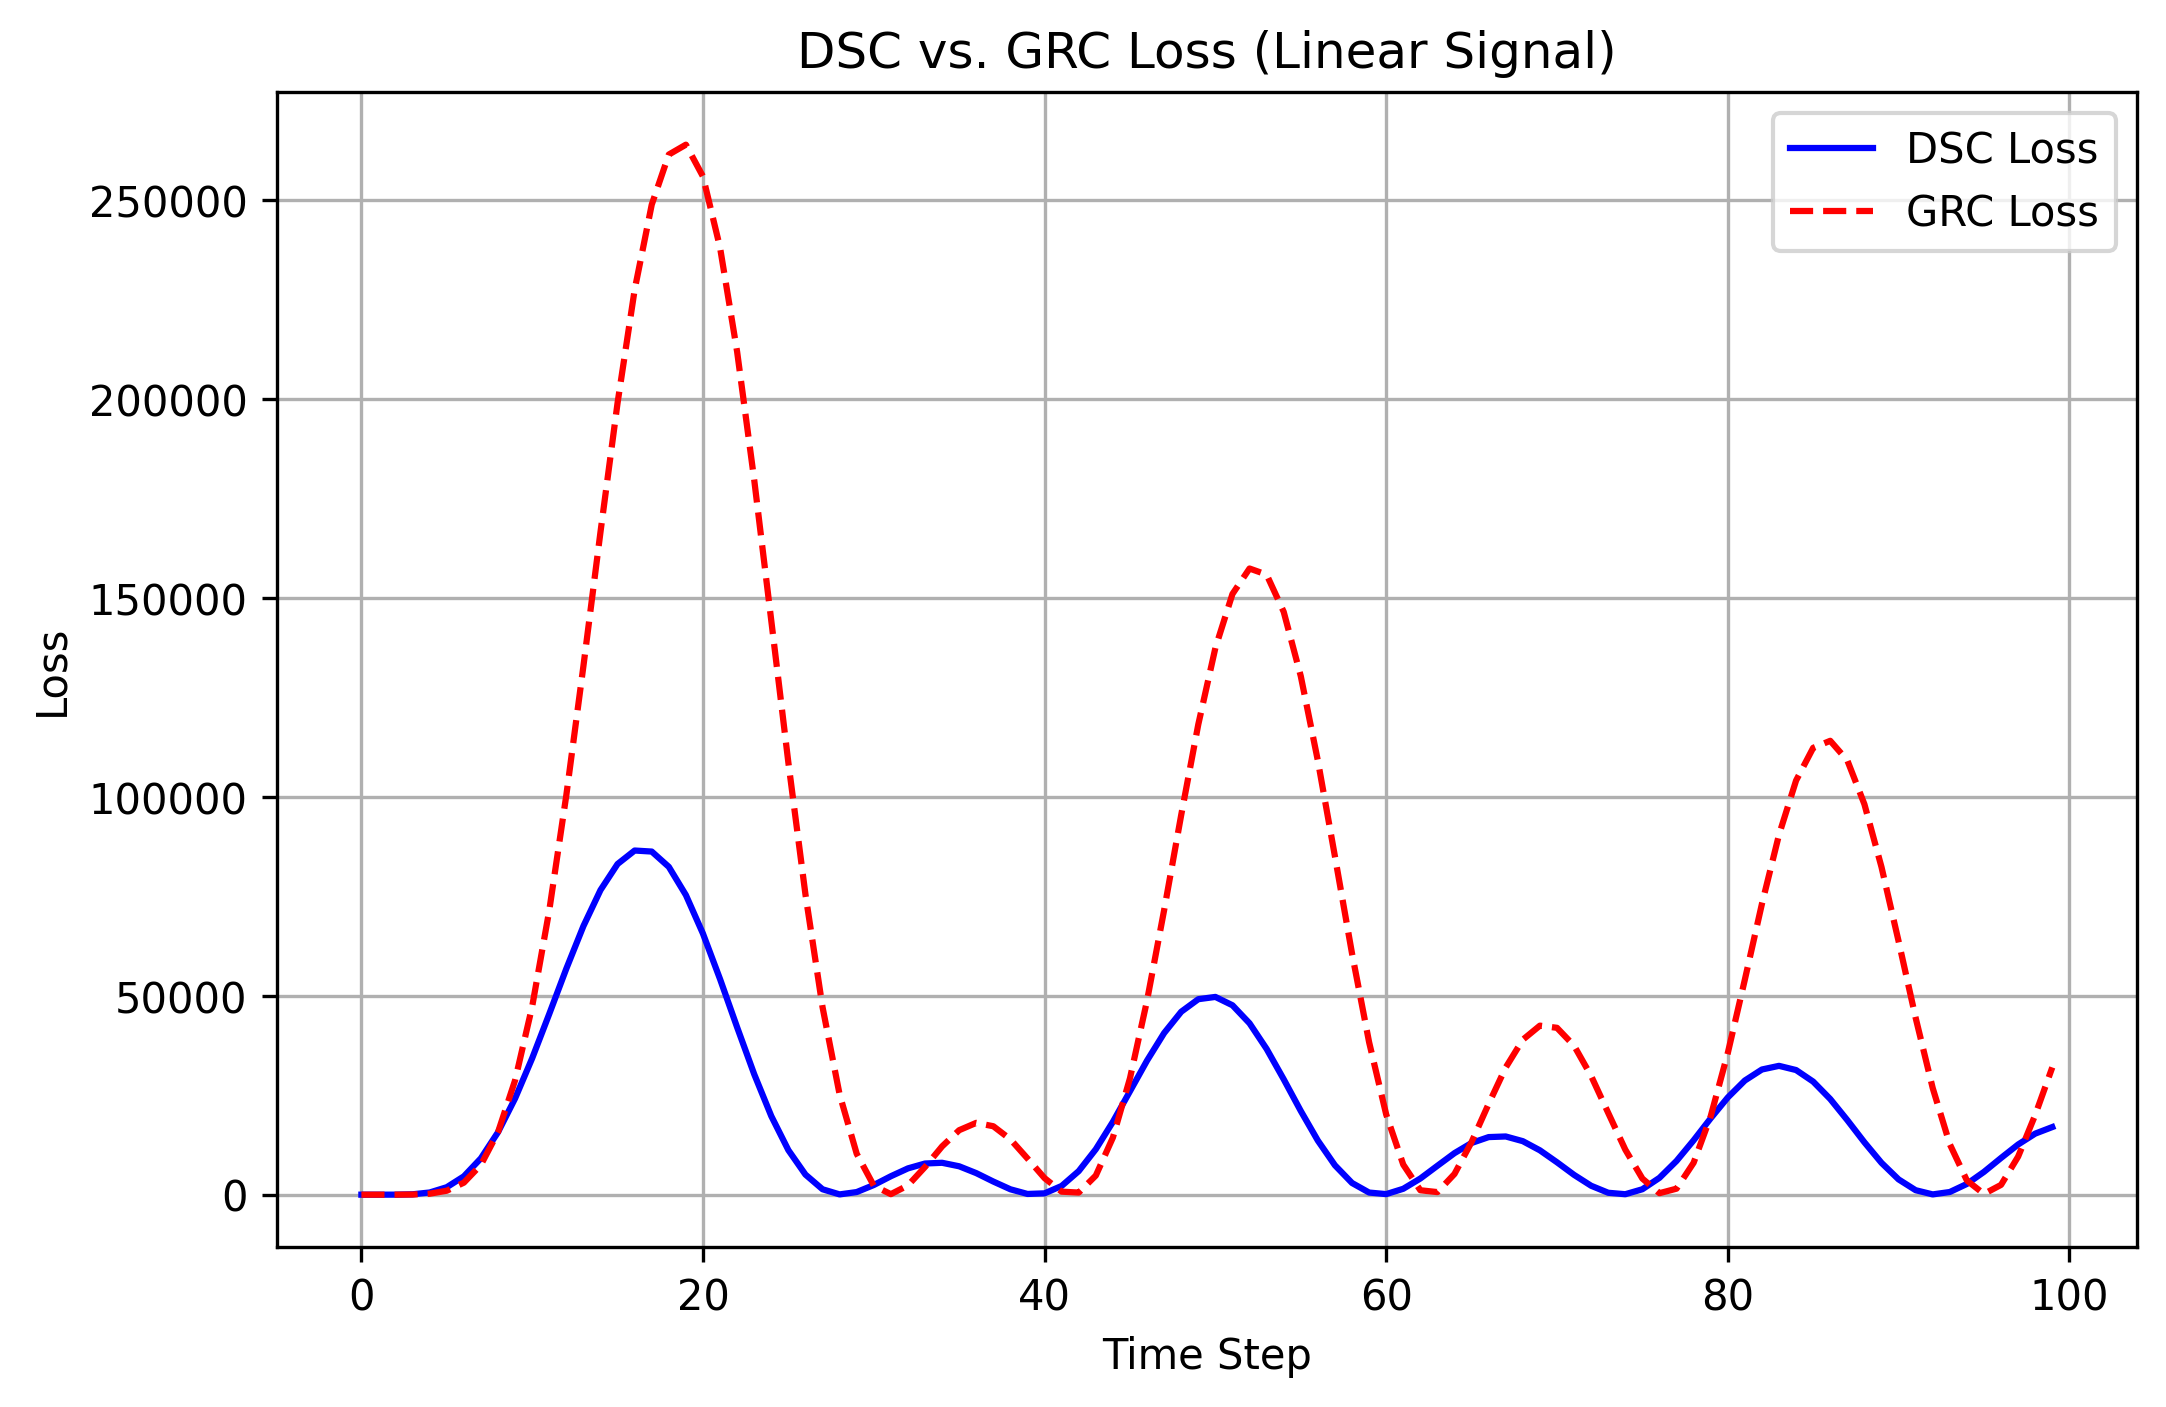 DSC vs. GRC Loss (Linear Signal)
DSC Loss
GRC Loss
Loss
250000
200000
150000
100000
50000
0
0 20 40 60 80 100
Time Step